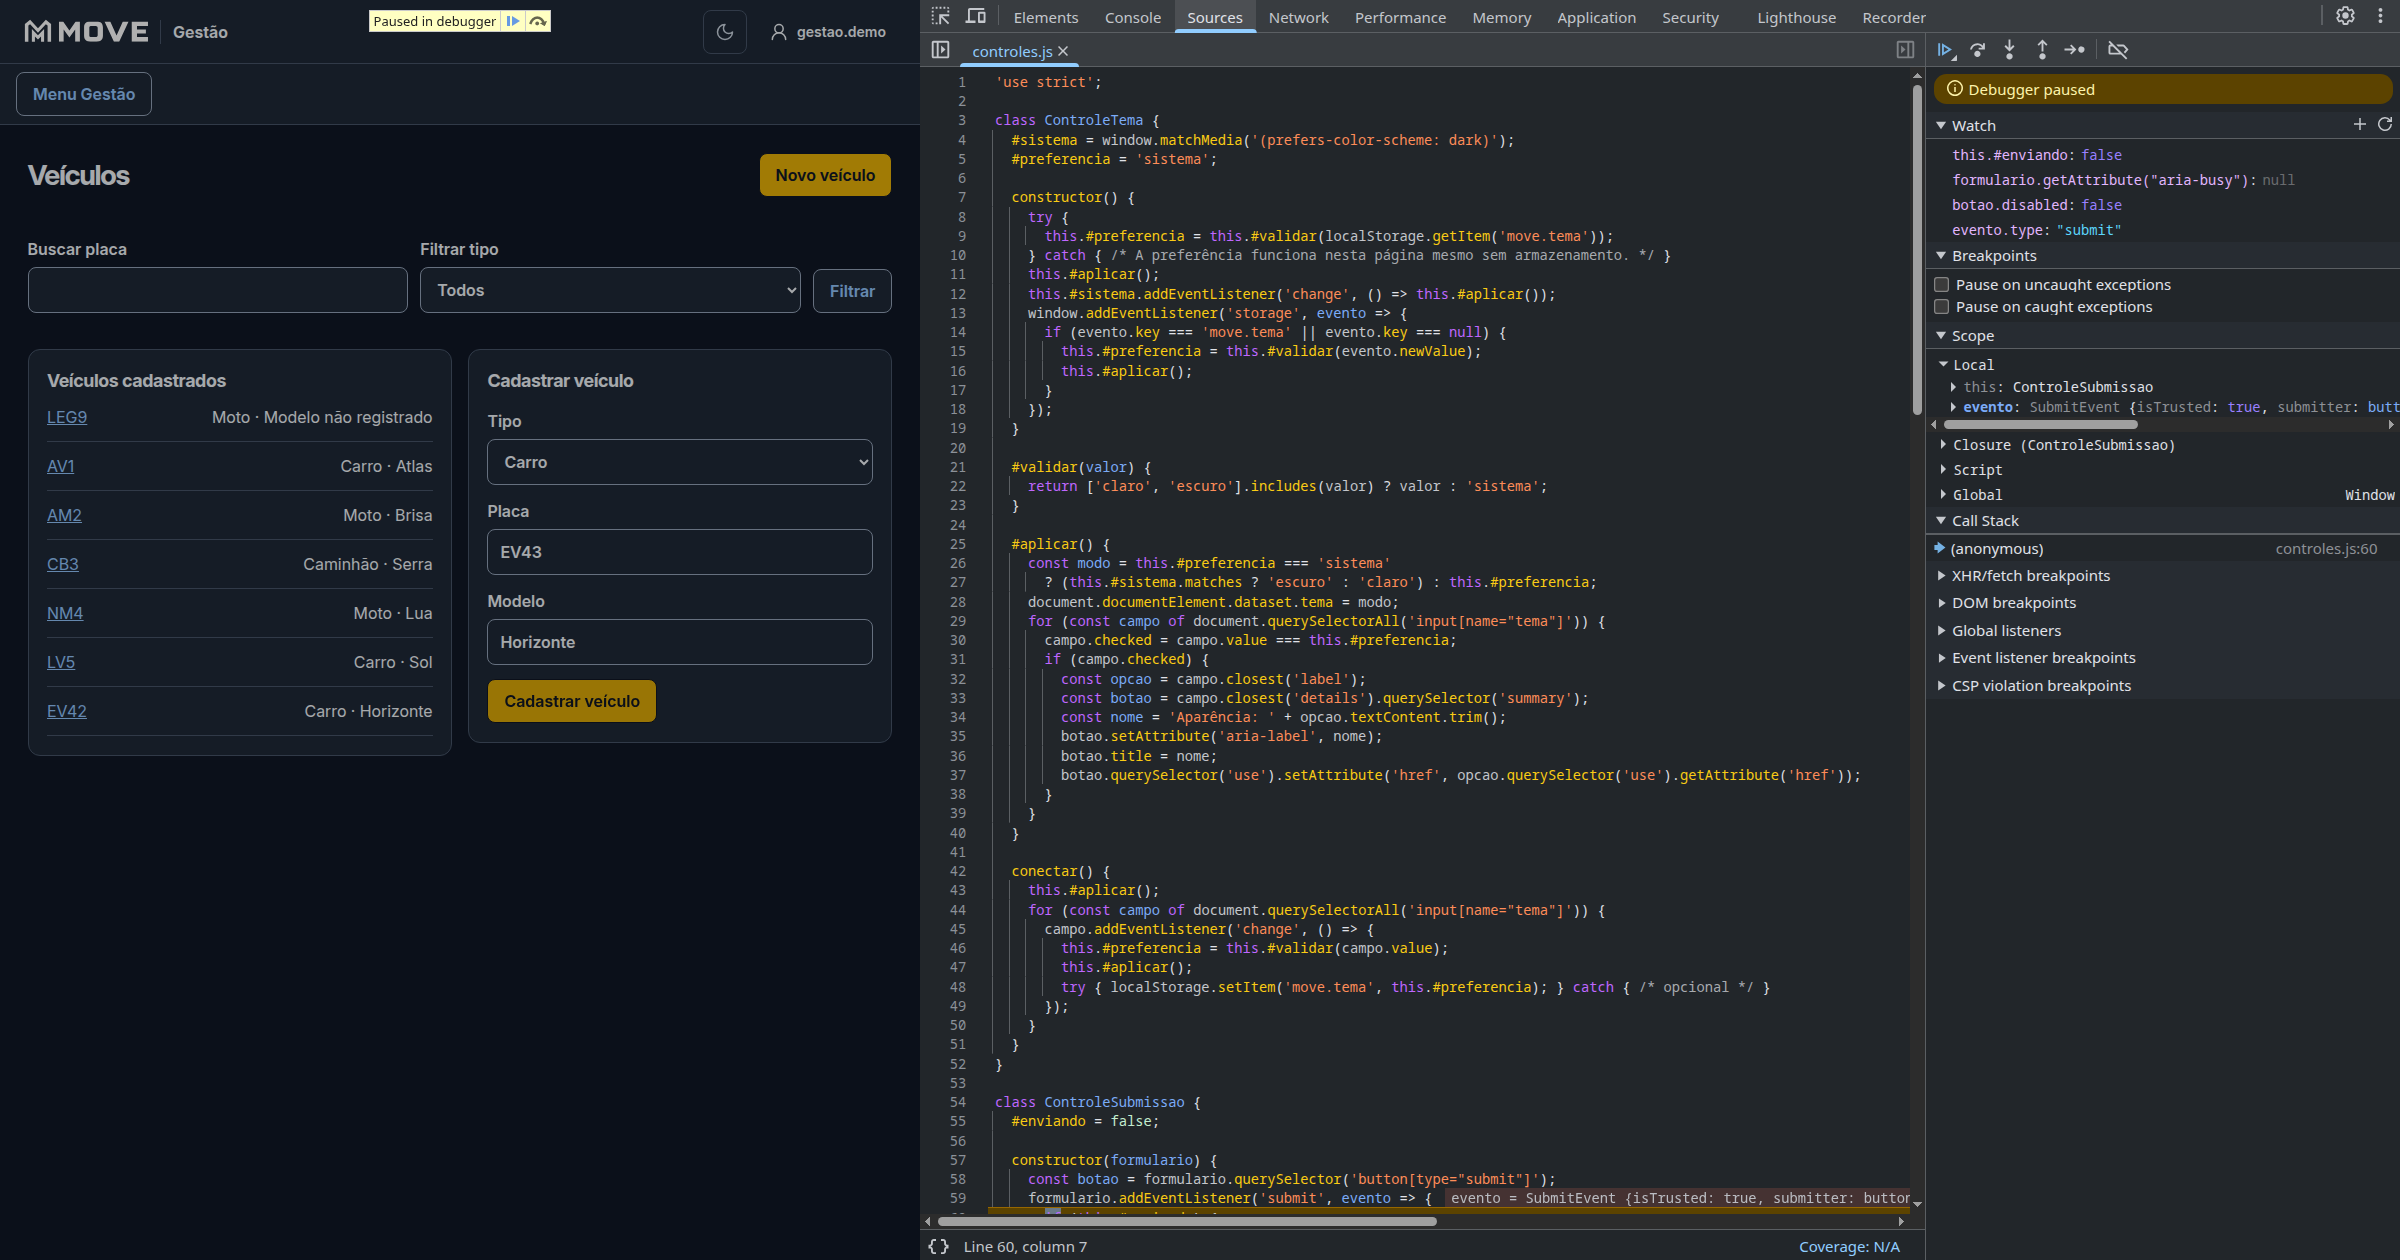 MOVE Gestão
Paused in debugger
gestao.demo
Menu Gestão
Veículos
Novo veículo
Buscar placa
Filtrar tipo
Todos
Filtrar
Veículos cadastrados
LEG9 Moto · Modelo não registrado
AV1 Carro · Atlas
AM2 Moto · Brisa
CB3 Caminhão · Serra
NM4 Moto · Lua
LV5 Carro · Sol
EV42 Carro · Horizonte
Cadastrar veículo
Tipo
Carro
Placa
EV43
Modelo
Horizonte
Cadastrar veículo
Elements Console Sources Network Performance Memory Application Security Lighthouse Recorder
controles.js
1 'use strict';
2
3 class ControleTema {
4 #sistema = window.matchMedia('(prefers-color-scheme: dark)');
5 #preferencia = 'sistema';
6
7 constructor() {
8 try {
9 this.#preferencia = this.#validar(localStorage.getItem('move.tema'));
10 } catch { /* A preferência funciona nesta página mesmo sem armazenamento. */ }
11 this.#aplicar();
12 this.#sistema.addEventListener('change', () => this.#aplicar());
13 window.addEventListener('storage', evento => {
14 if (evento.key === 'move.tema' || evento.key === null) {
15 this.#preferencia = this.#validar(evento.newValue);
16 this.#aplicar();
17 }
18 });
19 }
20
21 #validar(valor) {
22 return ['claro', 'escuro'].includes(valor) ? valor : 'sistema';
23 }
24
25 #aplicar() {
26 const modo = this.#preferencia === 'sistema'
27 ? (this.#sistema.matches ? 'escuro' : 'claro') : this.#preferencia;
28 document.documentElement.dataset.tema = modo;
29 for (const campo of document.querySelectorAll('input[name="tema"]')) {
30 campo.checked = campo.value === this.#preferencia;
31 if (campo.checked) {
32 const opcao = campo.closest('label');
33 const botao = campo.closest('details').querySelector('summary');
34 const nome = 'Aparência: ' + opcao.textContent.trim();
35 botao.setAttribute('aria-label', nome);
36 botao.title = nome;
37 botao.querySelector('use').setAttribute('href', opcao.querySelector('use').getAttribute('href'));
38 }
39 }
40 }
41
42 conectar() {
43 this.#aplicar();
44 for (const campo of document.querySelectorAll('input[name="tema"]')) {
45 campo.addEventListener('change', () => {
46 this.#preferencia = this.#validar(campo.value);
47 this.#aplicar();
48 try { localStorage.setItem('move.tema', this.#preferencia); } catch { /* opcional */ }
49 });
50 }
51 }
52 }
53
54 class ControleSubmissao {
55 #enviando = false;
56
57 constructor(formulario) {
58 const botao = formulario.querySelector('button[type="submit"]');
59 formulario.addEventListener('submit', evento => { evento = SubmitEvent {isTrusted: true, submitter: button
Line 60, column 7
Coverage: N/A
Debugger paused
Watch
this.#enviando: false
formulario.getAttribute("aria-busy"): null
botao.disabled: false
evento.type: "submit"
Breakpoints
Pause on uncaught exceptions
Pause on caught exceptions
Scope
Local
this: ControleSubmissao
evento: SubmitEvent {isTrusted: true, submitter: butt
Closure (ControleSubmissao)
Script
Global Window
Call Stack
(anonymous) controles.js:60
XHR/fetch breakpoints
DOM breakpoints
Global listeners
Event listener breakpoints
CSP violation breakpoints